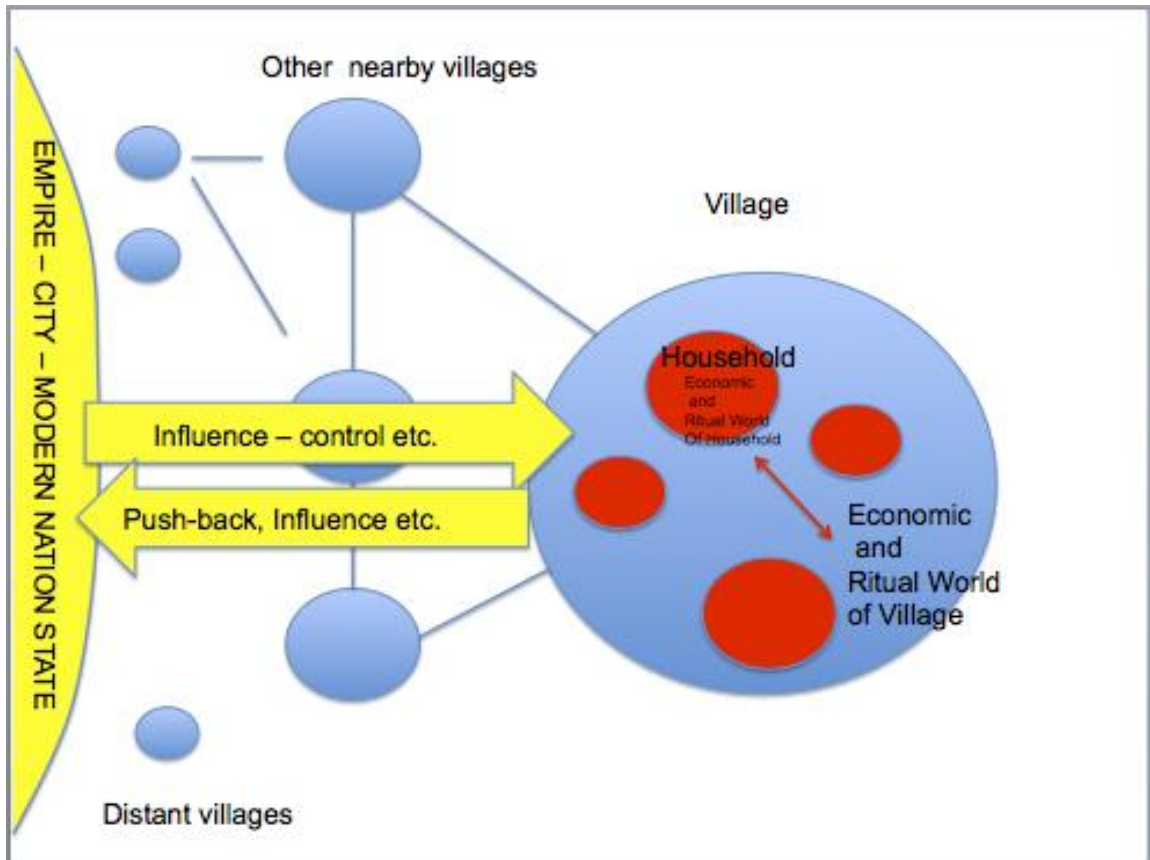 Other nearby villages
EMPIRE – CITY – MODERN NATION STATE
Village
Household
Economic
and
Ritual World
Of Household
Influence – control etc.
Push-back, Influence etc.
Economic
and
Ritual World
of Village
Distant villages